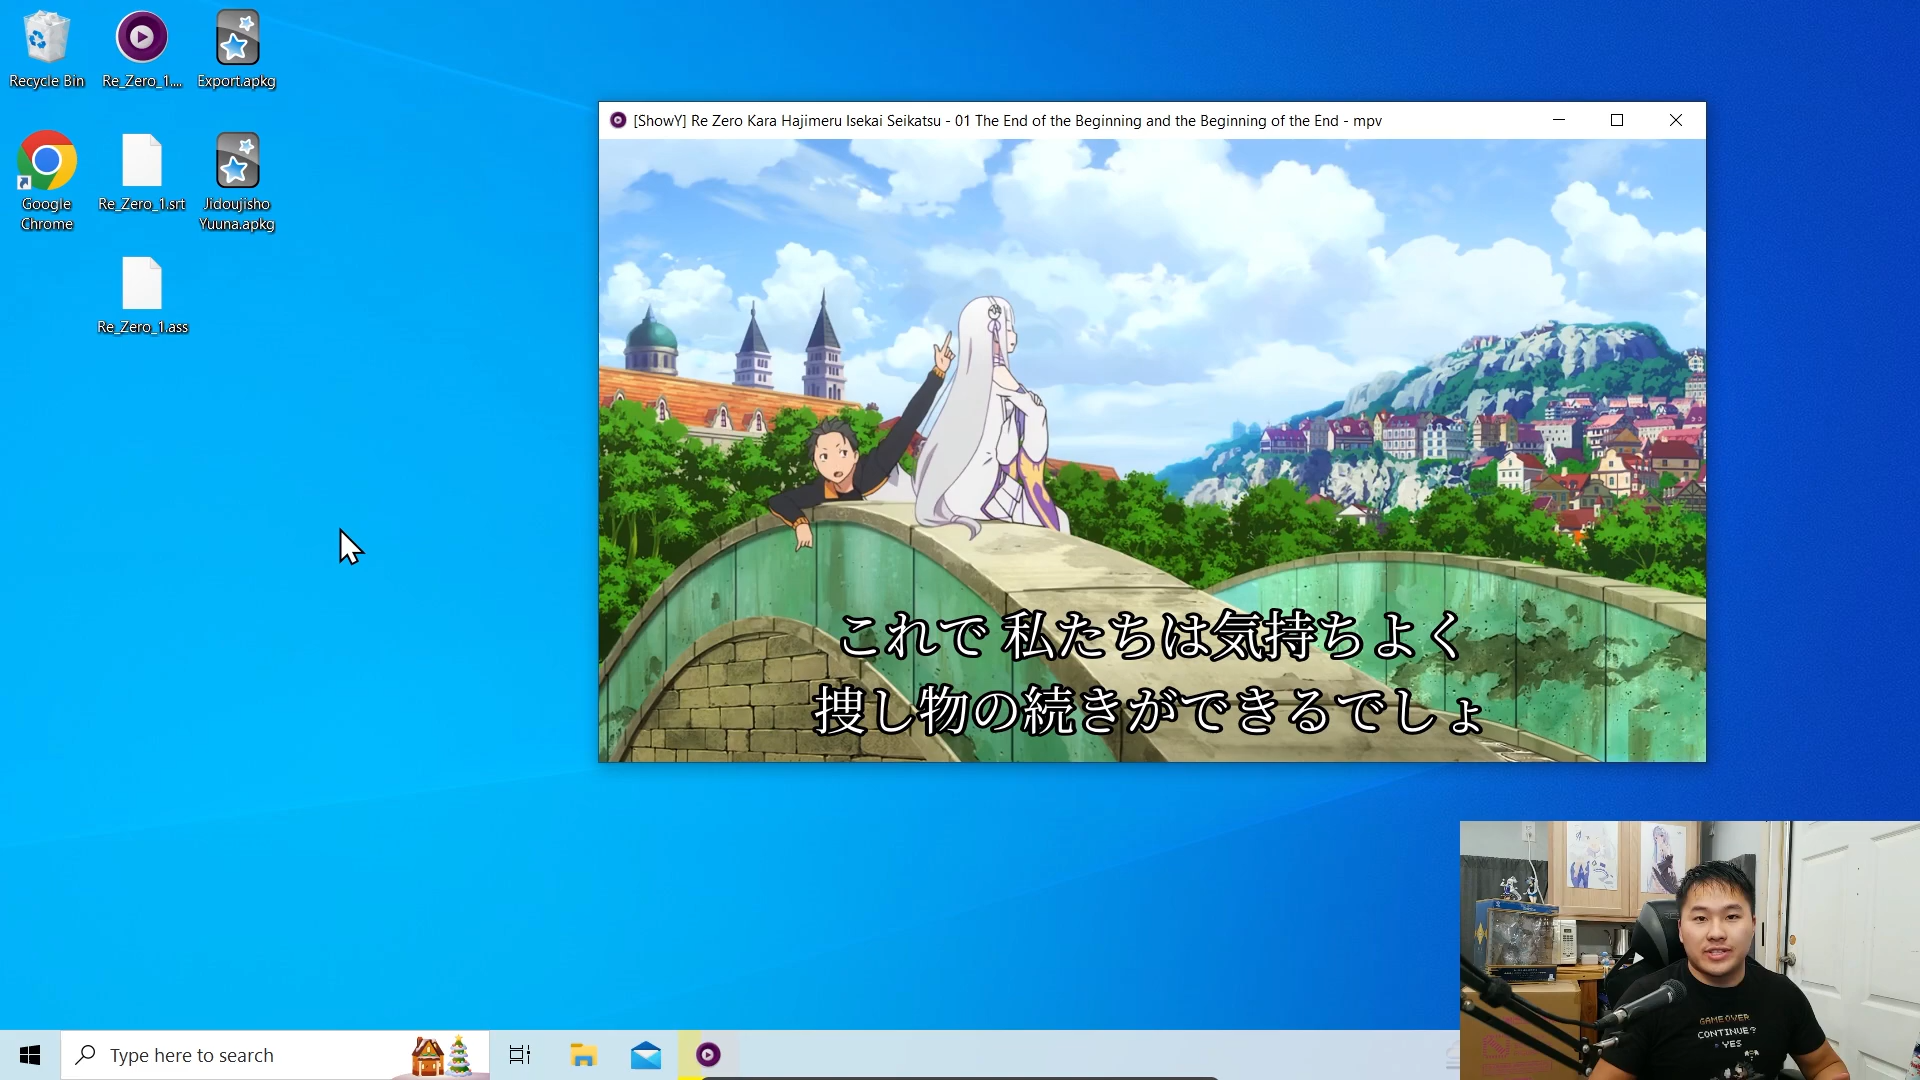 Recycle Bin
Re_Zero_1....
Export.apkg
Google
Chrome
Re_Zero_1.srt
Jidoujisho
Yuuna.apkg
Re_Zero_1.ass
[ShowY] Re Zero Kara Hajimeru Isekai Seikatsu - 01 The End of the Beginning and the Beginning of the End - mpv
これで 私たちは気持ちよく
捜し物の続きができるでしょ
GAME OVER
CONTINUE?
YES
Type here to search